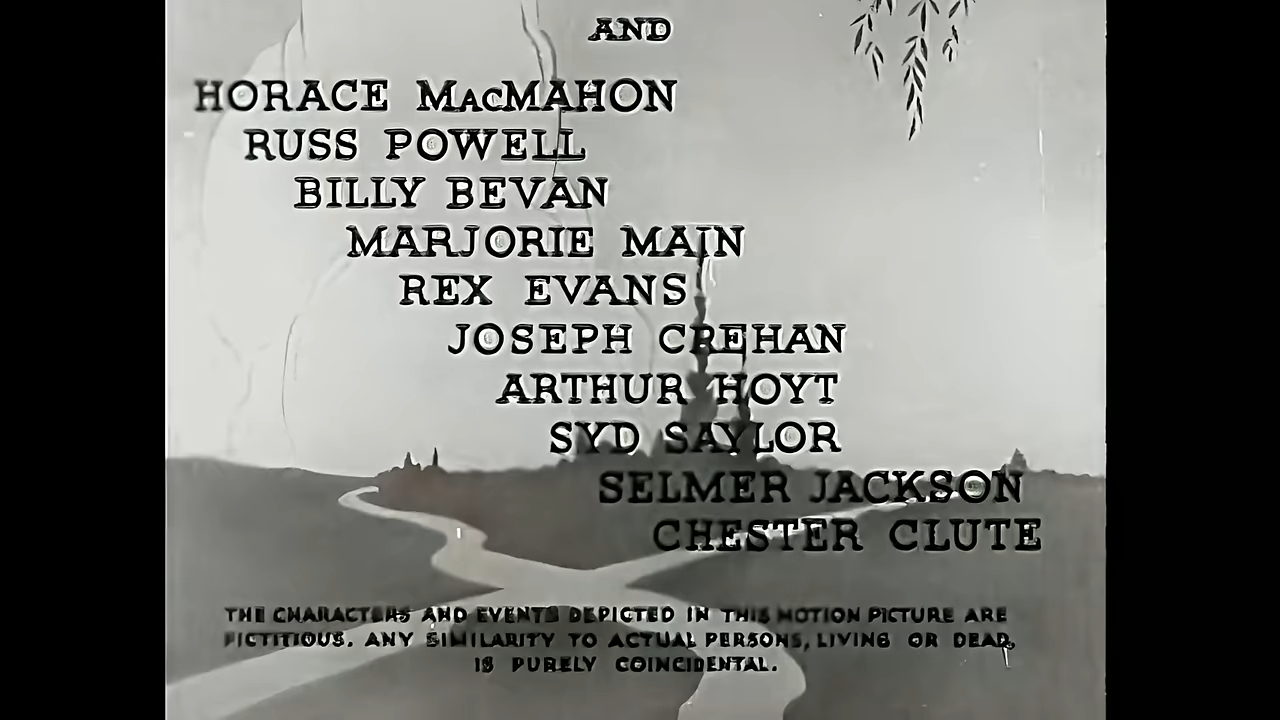 AND
HORACE MacMAHON
RUSS POWELL
BILLY BEVAN
MARJORIE MAIN
REX EVANS
JOSEPH CREHAN
ARTHUR HOYT
SYD SAYLOR
SELMER JACKSON
CHESTER CLUTE
THE CHARACTERS AND EVENTS DEPICTED IN THIS MOTION PICTURE ARE
FICTITIOUS. ANY SIMILARITY TO ACTUAL PERSONS, LIVING OR DEAD,
IS PURELY COINCIDENTAL.